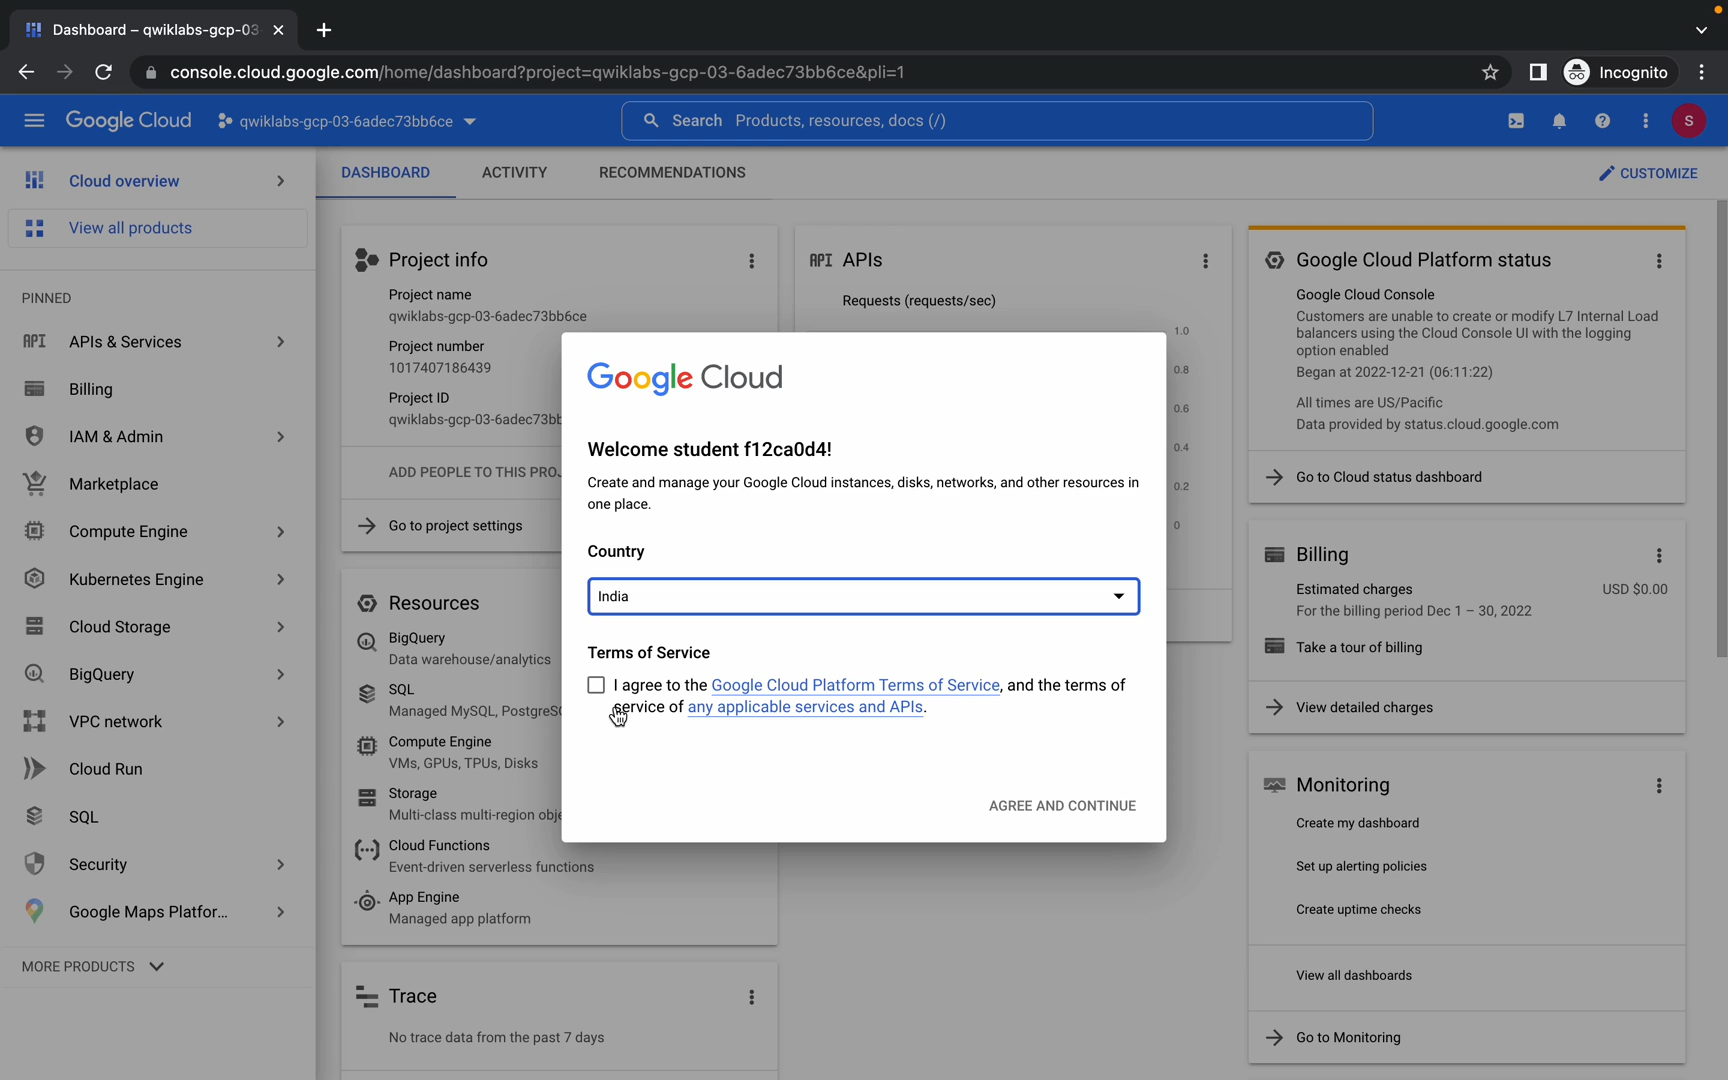 Dashboard – qwiklabs-gcp-03
console.cloud.google.com/home/dashboard?project=qwiklabs-gcp-03-6adec73bb6ce&pli=1
Incognito
Google Cloud
qwiklabs-gcp-03-6adec73bb6ce
Search Products, resources, docs (/)
S
Cloud overview
View all products
PINNED
API APIs & Services
Billing
IAM & Admin
Marketplace
Compute Engine
Kubernetes Engine
Cloud Storage
BigQuery
VPC network
Cloud Run
SQL
Security
Google Maps Platfor...
MORE PRODUCTS
DASHBOARD
ACTIVITY
RECOMMENDATIONS
CUSTOMIZE
Project info
Project name
qwiklabs-gcp-03-6adec73bb6ce
Project number
1017407186439
Project ID
qwiklabs-gcp-03-6adec73bb
ADD PEOPLE TO THIS PROJ
Go to project settings
Resources
BigQuery
Data warehouse/analytics
SQL
Managed MySQL, PostgreS
Compute Engine
VMs, GPUs, TPUs, Disks
Storage
Multi-class multi-region obje
Cloud Functions
Event-driven serverless functions
App Engine
Managed app platform
Trace
No trace data from the past 7 days
API APIs
Requests (requests/sec)
1.0
0.8
0.6
0.4
0.2
0
Google Cloud
Welcome student f12ca0d4!
Create and manage your Google Cloud instances, disks, networks, and other resources in
one place.
Country
India
Terms of Service
I agree to the Google Cloud Platform Terms of Service, and the terms of
service of any applicable services and APIs.
AGREE AND CONTINUE
Google Cloud Platform status
Google Cloud Console
Customers are unable to create or modify L7 Internal Load
balancers using the Cloud Console UI with the logging
option enabled
Began at 2022-12-21 (06:11:22)
All times are US/Pacific
Data provided by status.cloud.google.com
Go to Cloud status dashboard
Billing
Estimated charges USD $0.00
For the billing period Dec 1 – 30, 2022
Take a tour of billing
View detailed charges
Monitoring
Create my dashboard
Set up alerting policies
Create uptime checks
View all dashboards
Go to Monitoring